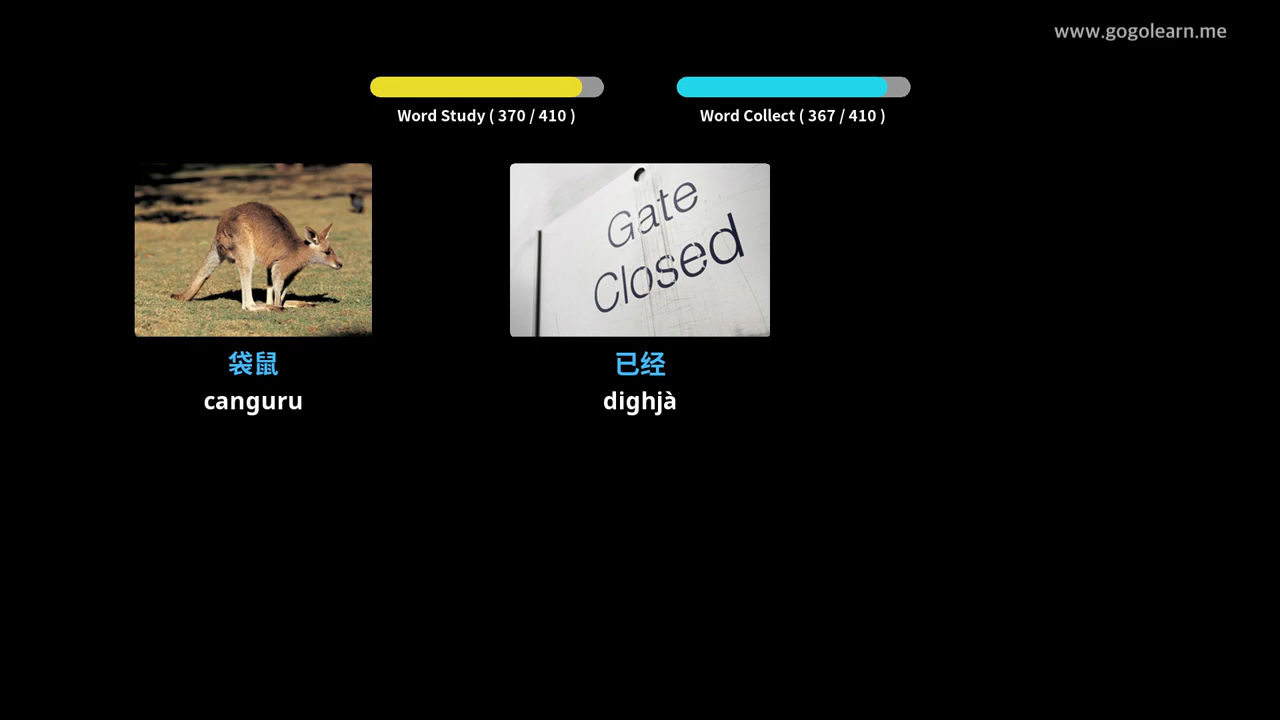 www.gogolearn.me
Word Study ( 370 / 410 )
Word Collect ( 367 / 410 )
Gate
Closed
袋鼠
已经
canguru
dighjà